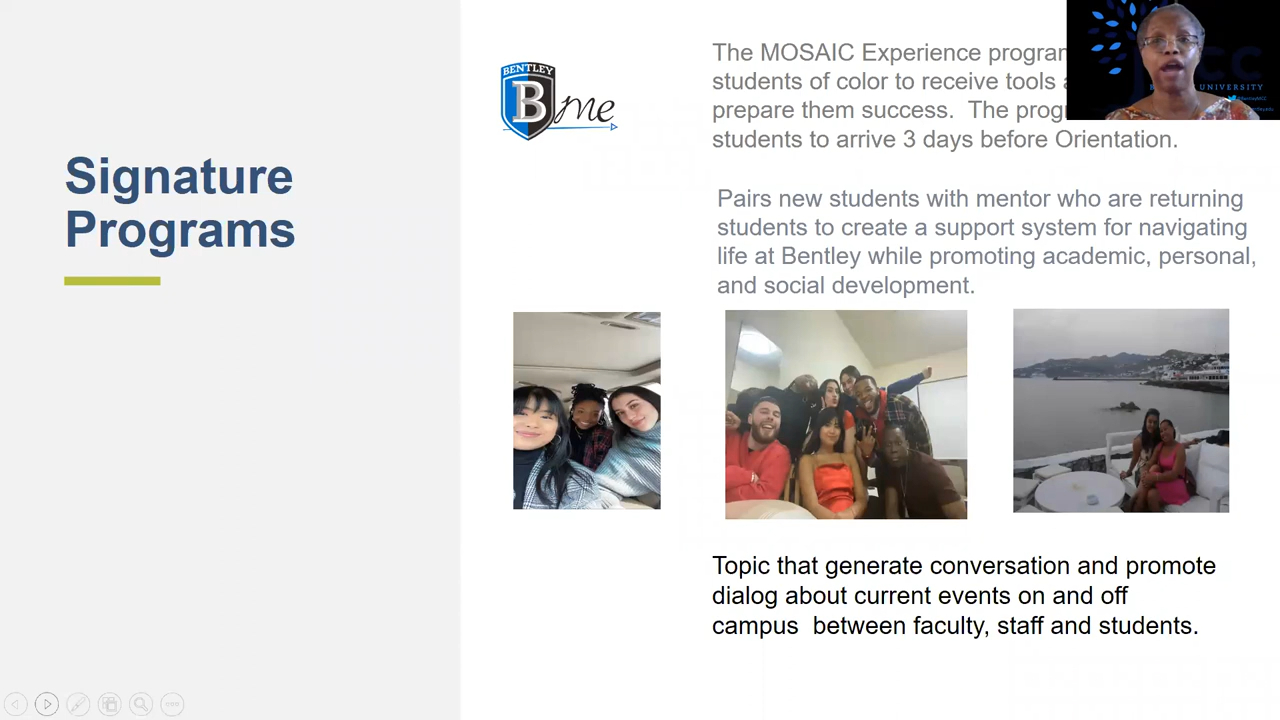 Signature
Programs
BENTLEY
B me
The MOSAIC Experience program
students of color to receive tools
prepare them success. The prog
students to arrive 3 days before Orientation.
Pairs new students with mentor who are returning
students to create a support system for navigating
life at Bentley while promoting academic, personal,
and social development.
Topic that generate conversation and promote
dialog about current events on and off
campus between faculty, staff and students.
CC
UNIVERSITY